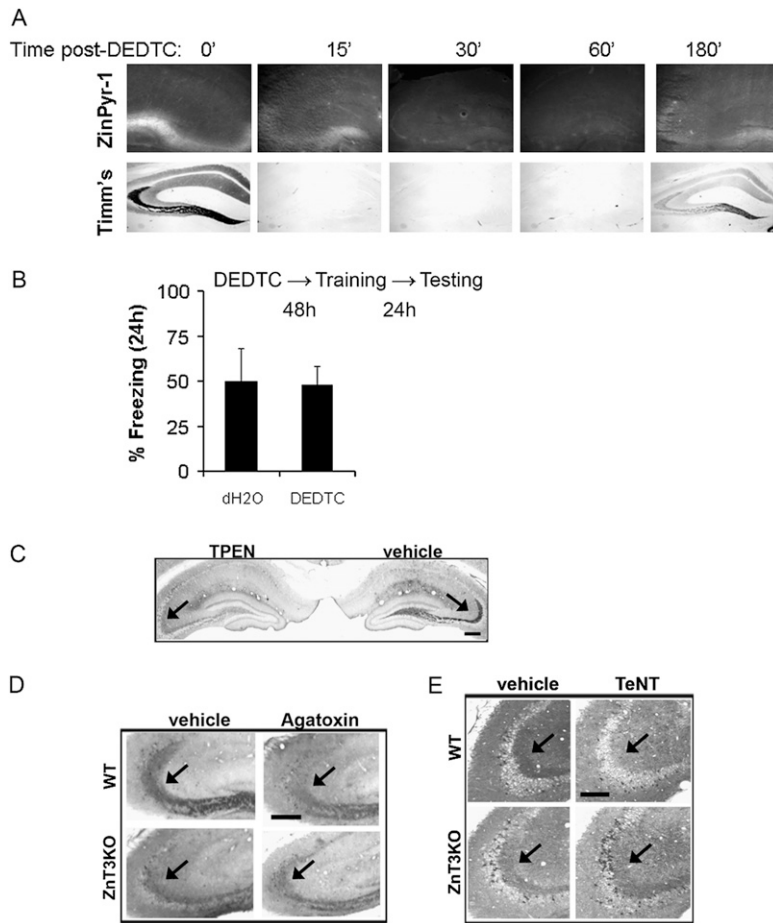 A
Time post-DEDTC: 0' 15' 30' 60' 180'
ZinPyr-1
Timm's
B
DEDTC → Training → Testing
48h 24h
% Freezing (24h)
100
75
50
25
0
dH2O DEDTC
C
TPEN vehicle
D
vehicle Agatoxin
WT
ZnT3KO
E
vehicle TeNT
WT
ZnT3KO